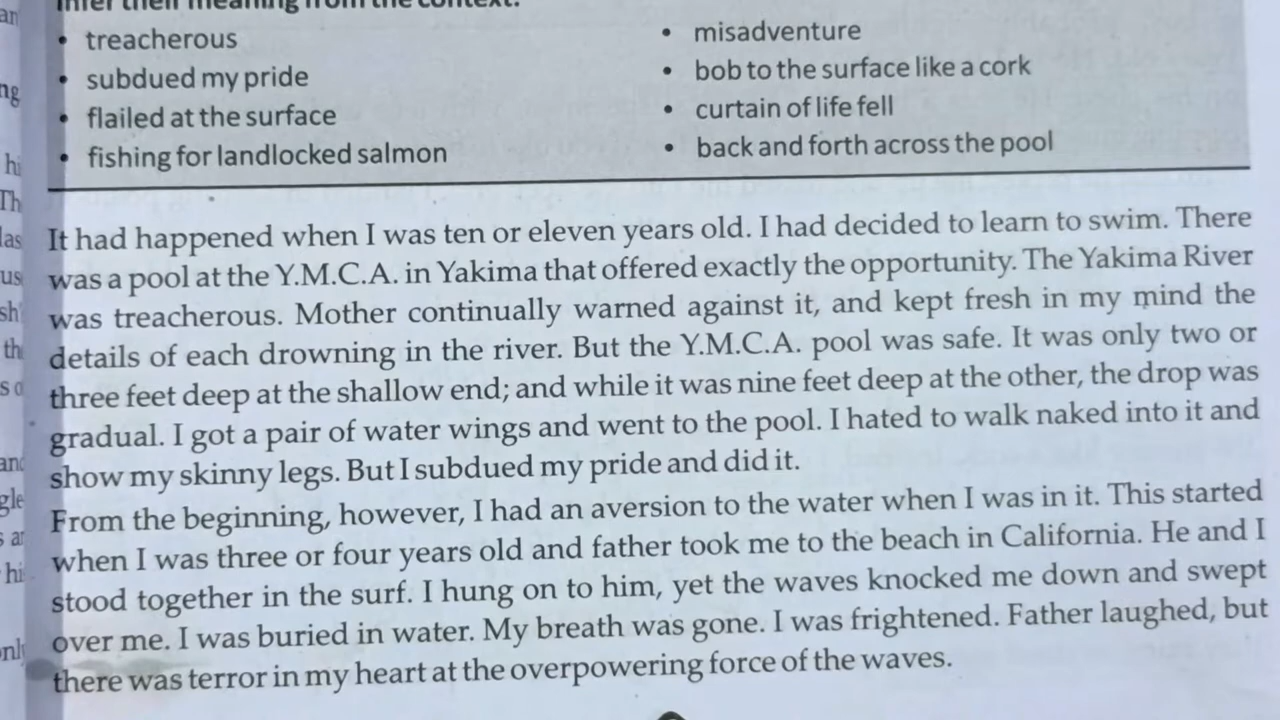 infer their meaning from the context.
• treacherous
• subdued my pride
• flailed at the surface
• fishing for landlocked salmon
• misadventure
• bob to the surface like a cork
• curtain of life fell
• back and forth across the pool
It had happened when I was ten or eleven years old. I had decided to learn to swim. There
was a pool at the Y.M.C.A. in Yakima that offered exactly the opportunity. The Yakima River
was treacherous. Mother continually warned against it, and kept fresh in my mind the
details of each drowning in the river. But the Y.M.C.A. pool was safe. It was only two or
three feet deep at the shallow end; and while it was nine feet deep at the other, the drop was
gradual. I got a pair of water wings and went to the pool. I hated to walk naked into it and
show my skinny legs. But I subdued my pride and did it.
From the beginning, however, I had an aversion to the water when I was in it. This started
when I was three or four years old and father took me to the beach in California. He and I
stood together in the surf. I hung on to him, yet the waves knocked me down and swept
over me. I was buried in water. My breath was gone. I was frightened. Father laughed, but
there was terror in my heart at the overpowering force of the waves.